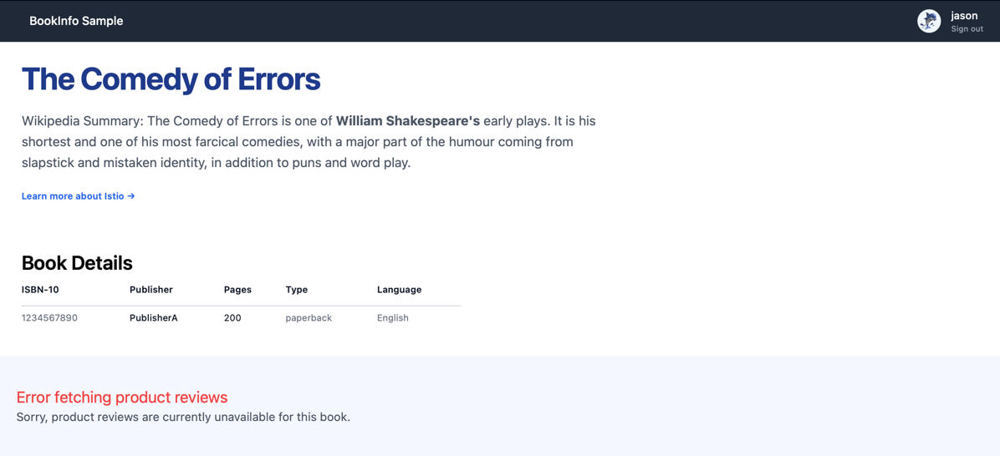 BookInfo Sample
jason
Sign out
The Comedy of Errors
Wikipedia Summary: The Comedy of Errors is one of William Shakespeare's early plays. It is his
shortest and one of his most farcical comedies, with a major part of the humour coming from
slapstick and mistaken identity, in addition to puns and word play.
Learn more about Istio →
Book Details
ISBN-10 Publisher Pages Type Language
1234567890 PublisherA 200 paperback English
Error fetching product reviews
Sorry, product reviews are currently unavailable for this book.